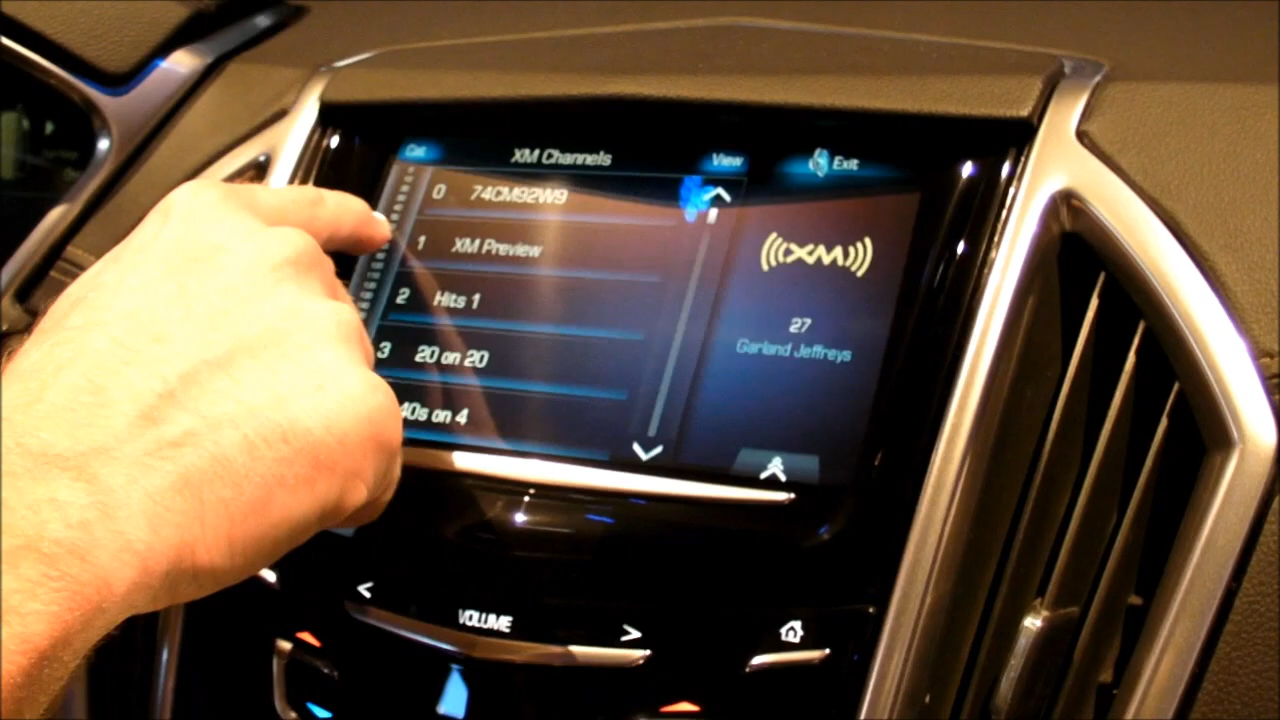 Cat XM Channels View Exit
0 74CM92W9
1 XM Preview
2 Hits 1
3 20 on 20
40s on 4
((XM))
27
Garland Jeffreys
VOLUME